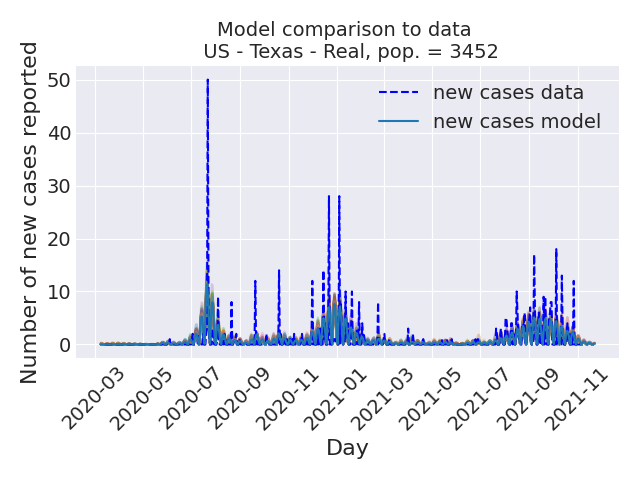 Model comparison to data
US - Texas - Real, pop. = 3452
Number of new cases reported
50
40
30
20
10
0
new cases data
new cases model
2020-03
2020-05
2020-07
2020-09
2020-11
2021-01
2021-03
2021-05
2021-07
2021-09
2021-11
Day